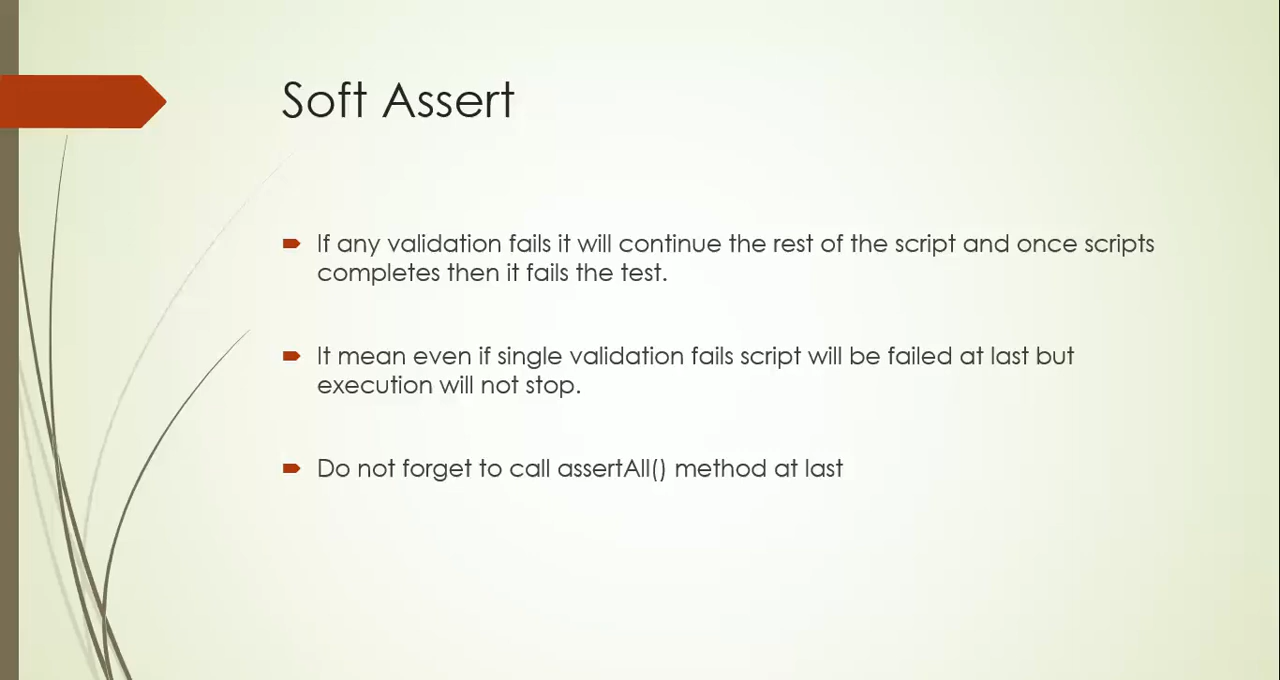 Soft Assert
If any validation fails it will continue the rest of the script and once scripts
completes then it fails the test.
It mean even if single validation fails script will be failed at last but
execution will not stop.
Do not forget to call assertAll() method at last